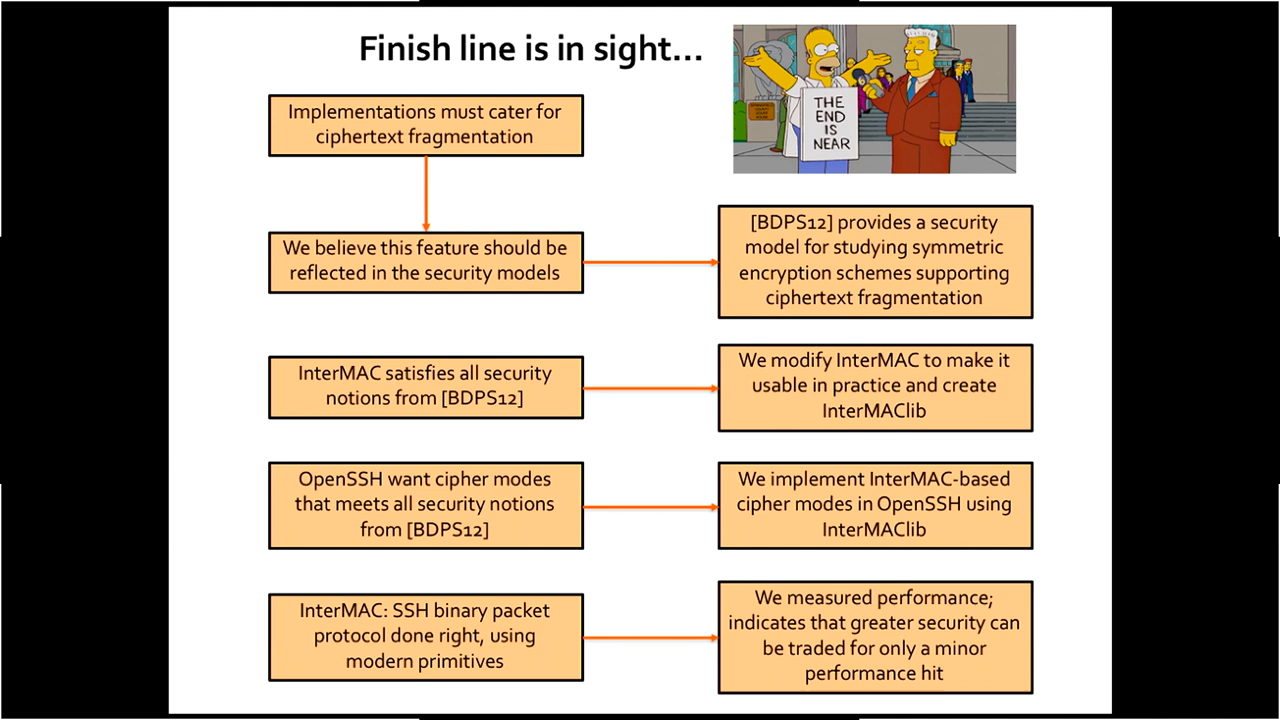 Finish line is in sight...
THE
END
IS
NEAR
Implementations must cater for
ciphertext fragmentation
We believe this feature should be
reflected in the security models
[BDPS12] provides a security
model for studying symmetric
encryption schemes supporting
ciphertext fragmentation
InterMAC satisfies all security
notions from [BDPS12]
We modify InterMAC to make it
usable in practice and create
InterMAClib
OpenSSH want cipher modes
that meets all security notions
from [BDPS12]
We implement InterMAC-based
cipher modes in OpenSSH using
InterMAClib
InterMAC: SSH binary packet
protocol done right, using
modern primitives
We measured performance;
indicates that greater security can
be traded for only a minor
performance hit